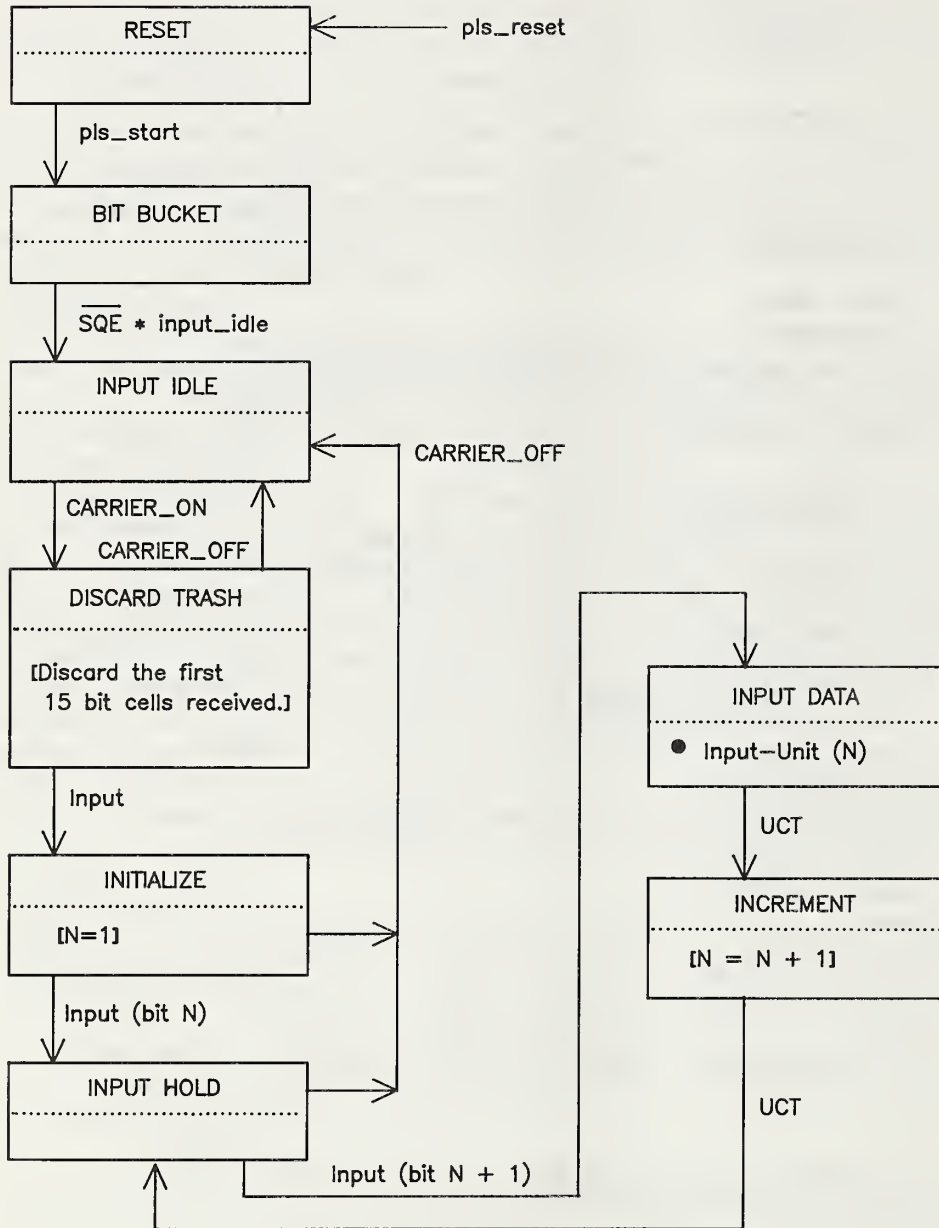 RESET
pls_reset
pls_start
BIT BUCKET
S̅Q̅E̅ * input_idle
INPUT IDLE
CARRIER_OFF
CARRIER_ON
CARRIER_OFF
DISCARD TRASH
[Discard the first
15 bit cells received.]
Input
INITIALIZE
[N=1]
Input (bit N)
INPUT HOLD
Input (bit N + 1)
INPUT DATA
● Input-Unit (N)
UCT
INCREMENT
[N = N + 1]
UCT